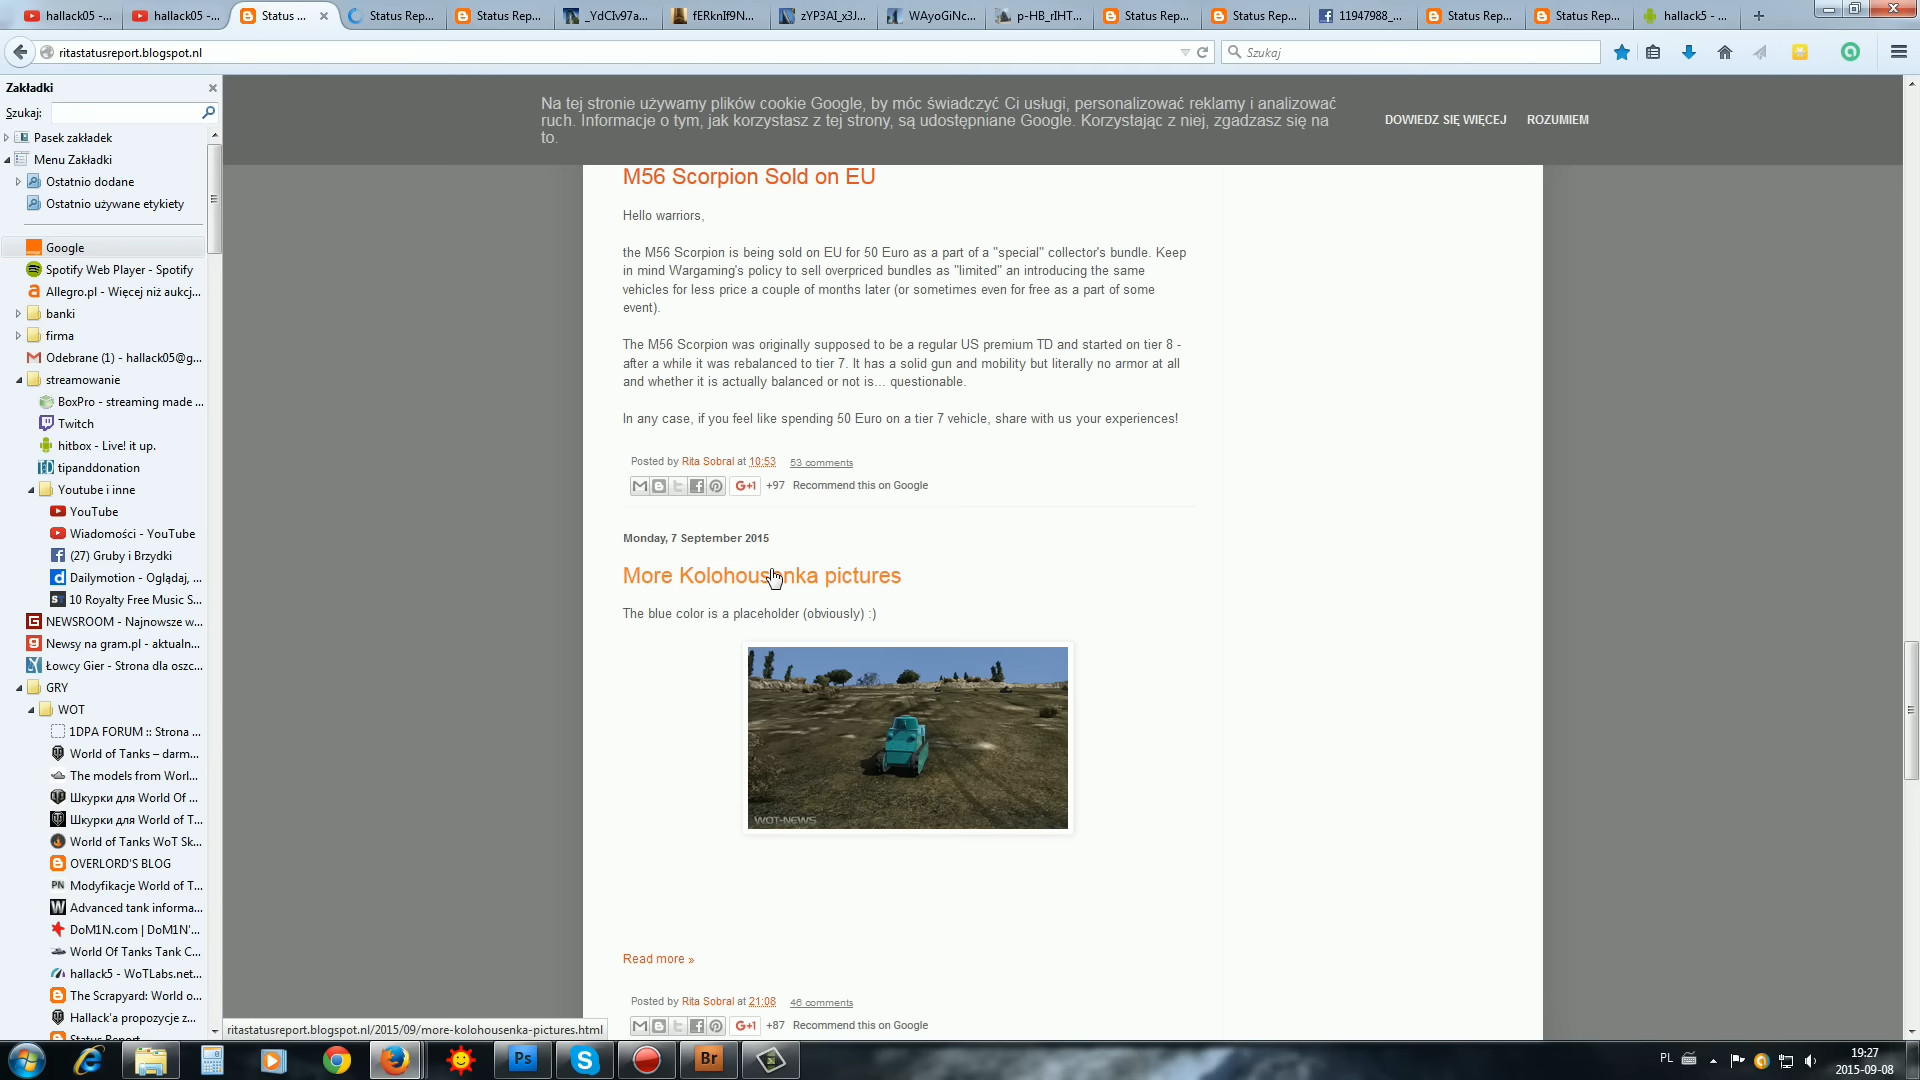 hallack05 -...
hallack05 -...
Status ...
Status Rep...
Status Rep...
_YdCIv97a...
fERknIf9N...
zYP3AI_x3J...
WAyoGiNc...
p-HB_rIHT...
Status Rep...
Status Rep...
11947988_...
Status Rep...
Status Rep...
hallack5 - ...
ritastatusreport.blogspot.nl
Szukaj
Zakładki
Szukaj:
Pasek zakładek
Menu Zakładki
Ostatnio dodane
Ostatnio używane etykiety
Google
Spotify Web Player - Spotify
Allegro.pl - Więcej niż aukcj...
banki
firma
Odebrane (1) - hallack05@g...
streamowanie
BoxPro - streaming made ...
Twitch
hitbox - Live! it up.
tipanddonation
Youtube i inne
YouTube
Wiadomości - YouTube
(27) Gruby i Brzydki
Dailymotion - Oglądaj, ...
10 Royalty Free Music S...
NEWSROOM - Najnowsze w...
Newsy na gram.pl - aktualn...
Łowcy Gier - Strona dla oszc...
GRY
WOT
1DPA FORUM :: Strona ...
World of Tanks – darm...
The models from Worl...
Шкурки для World Of ...
Шкурки для World of T...
World of Tanks WoT Sk...
OVERLORD'S BLOG
Modyfikacje World of T...
Advanced tank informa...
DoM1N.com | DoM1N'...
World Of Tanks Tank C...
hallack5 - WoTLabs.net...
The Scrapyard: World o...
Hallack'a propozycje z...
Status Report
Na tej stronie używamy plików cookie Google, by móc świadczyć Ci usługi, personalizować reklamy i analizować
ruch. Informacje o tym, jak korzystasz z tej strony, są udostępniane Google. Korzystając z niej, zgadzasz się na
to.
DOWIEDZ SIĘ WIĘCEJ
ROZUMIEM
M56 Scorpion Sold on EU
Hello warriors,
the M56 Scorpion is being sold on EU for 50 Euro as a part of a "special" collector's bundle. Keep
in mind Wargaming's policy to sell overpriced bundles as "limited" an introducing the same
vehicles for less price a couple of months later (or sometimes even for free as a part of some
event).
The M56 Scorpion was originally supposed to be a regular US premium TD and started on tier 8 -
after a while it was rebalanced to tier 7. It has a solid gun and mobility but literally no armor at all
and whether it is actually balanced or not is... questionable.
In any case, if you feel like spending 50 Euro on a tier 7 vehicle, share with us your experiences!
Posted by Rita Sobral at 10:53 53 comments
G+1 +97 Recommend this on Google
Monday, 7 September 2015
More Kolohousenka pictures
The blue color is a placeholder (obviously) :)
WOT-NEWS
Read more »
Posted by Rita Sobral at 21:08 46 comments
G+1 +87 Recommend this on Google
ritastatusreport.blogspot.nl/2015/09/more-kolohousenka-pictures.html
Ps
Br
PL
19:27
2015-09-08